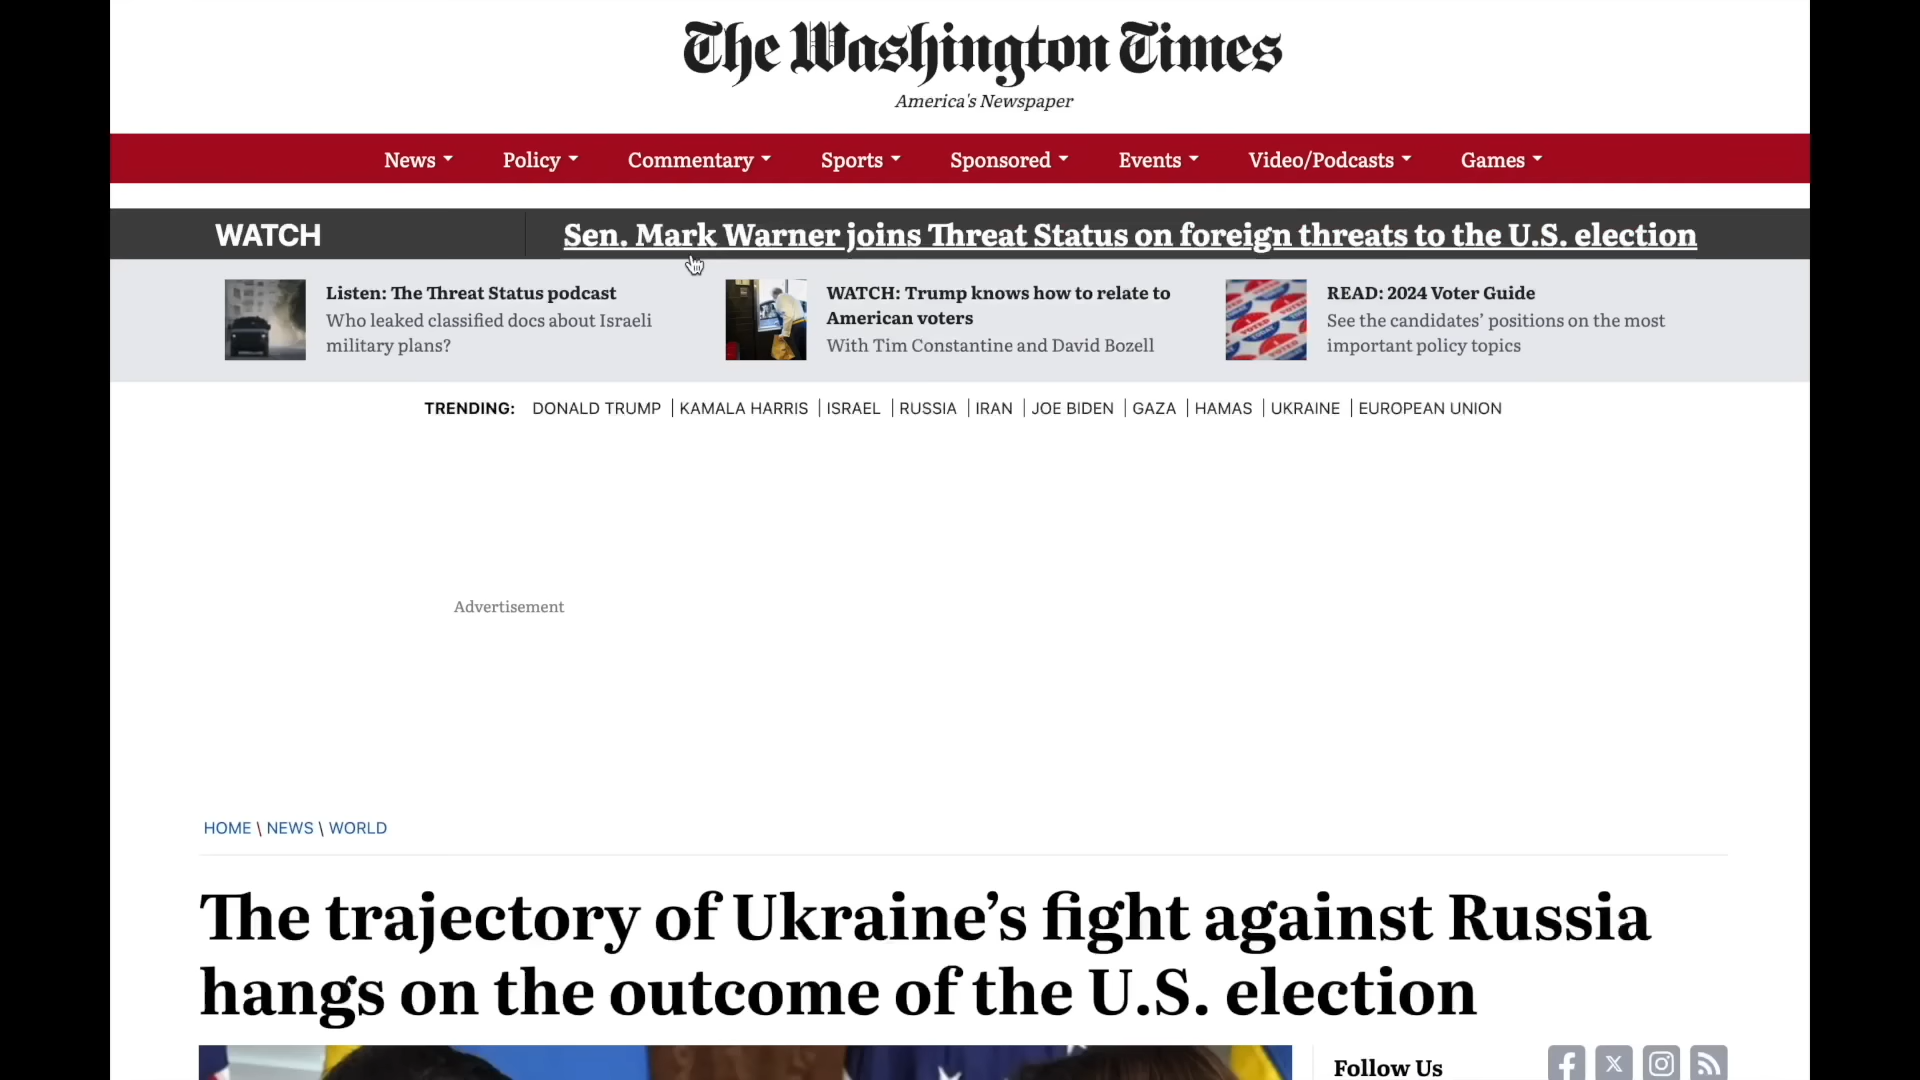 The Washington Times
America's Newspaper
News Policy Commentary Sports Sponsored Events Video/Podcasts Games
WATCH Sen. Mark Warner joins Threat Status on foreign threats to the U.S. election
Listen: The Threat Status podcast
Who leaked classified docs about Israeli
military plans?
WATCH: Trump knows how to relate to
American voters
With Tim Constantine and David Bozell
READ: 2024 Voter Guide
See the candidates’ positions on the most
important policy topics
TRENDING: DONALD TRUMP | KAMALA HARRIS | ISRAEL | RUSSIA | IRAN | JOE BIDEN | GAZA | HAMAS | UKRAINE | EUROPEAN UNION
Advertisement
HOME \ NEWS \ WORLD
The trajectory of Ukraine’s fight against Russia
hangs on the outcome of the U.S. election
Follow Us